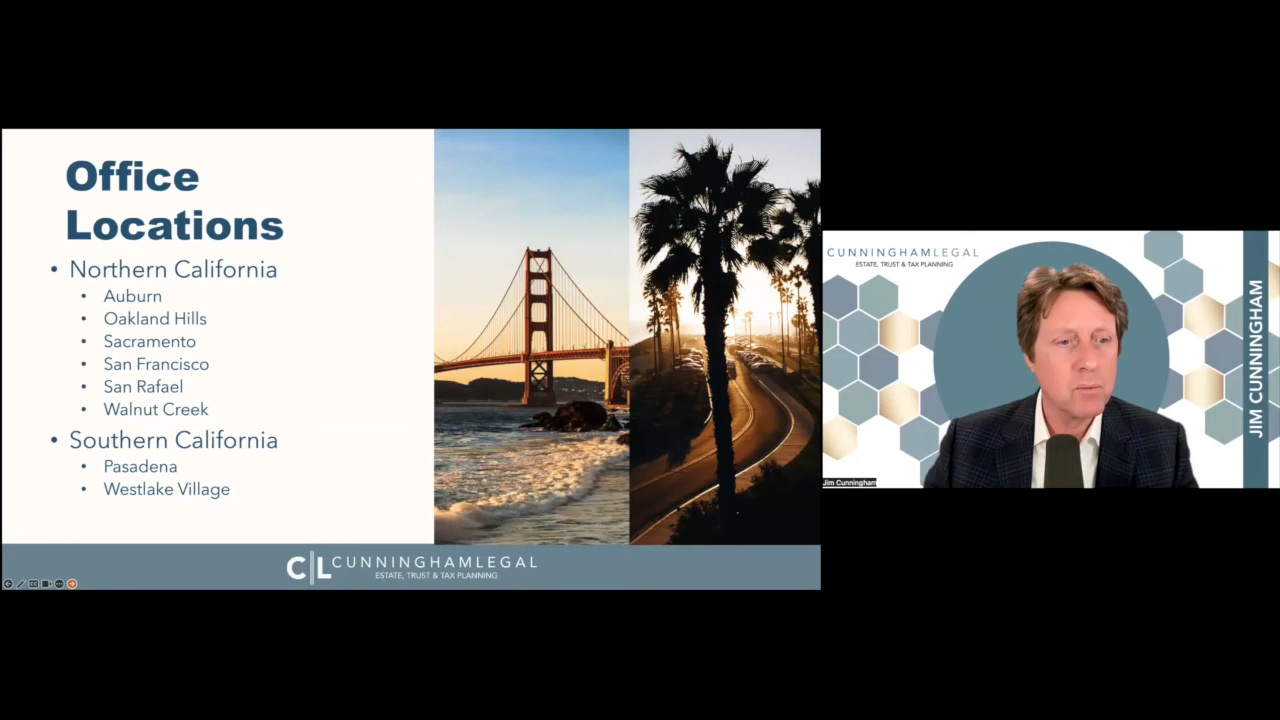 Office
Locations
• Northern California
• Auburn
• Oakland Hills
• Sacramento
• San Francisco
• San Rafael
• Walnut Creek
• Southern California
• Pasadena
• Westlake Village
CL CUNNINGHAMLEGAL
ESTATE, TRUST & TAX PLANNING
CUNNINGHAMLEGAL
ESTATE, TRUST & TAX PLANNING
JIM CUNNINGHAM
Jim Cunningham